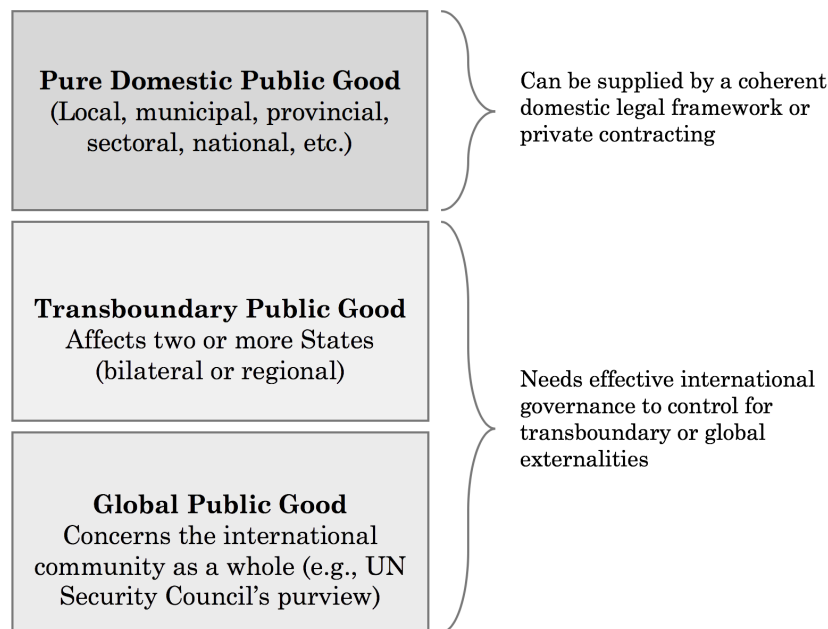 Pure Domestic Public Good
(Local, municipal, provincial,
sectoral, national, etc.)
Can be supplied by a coherent
domestic legal framework or
private contracting
Transboundary Public Good
Affects two or more States
(bilateral or regional)
Needs effective international
governance to control for
transboundary or global
externalities
Global Public Good
Concerns the international
community as a whole (e.g., UN
Security Council’s purview)